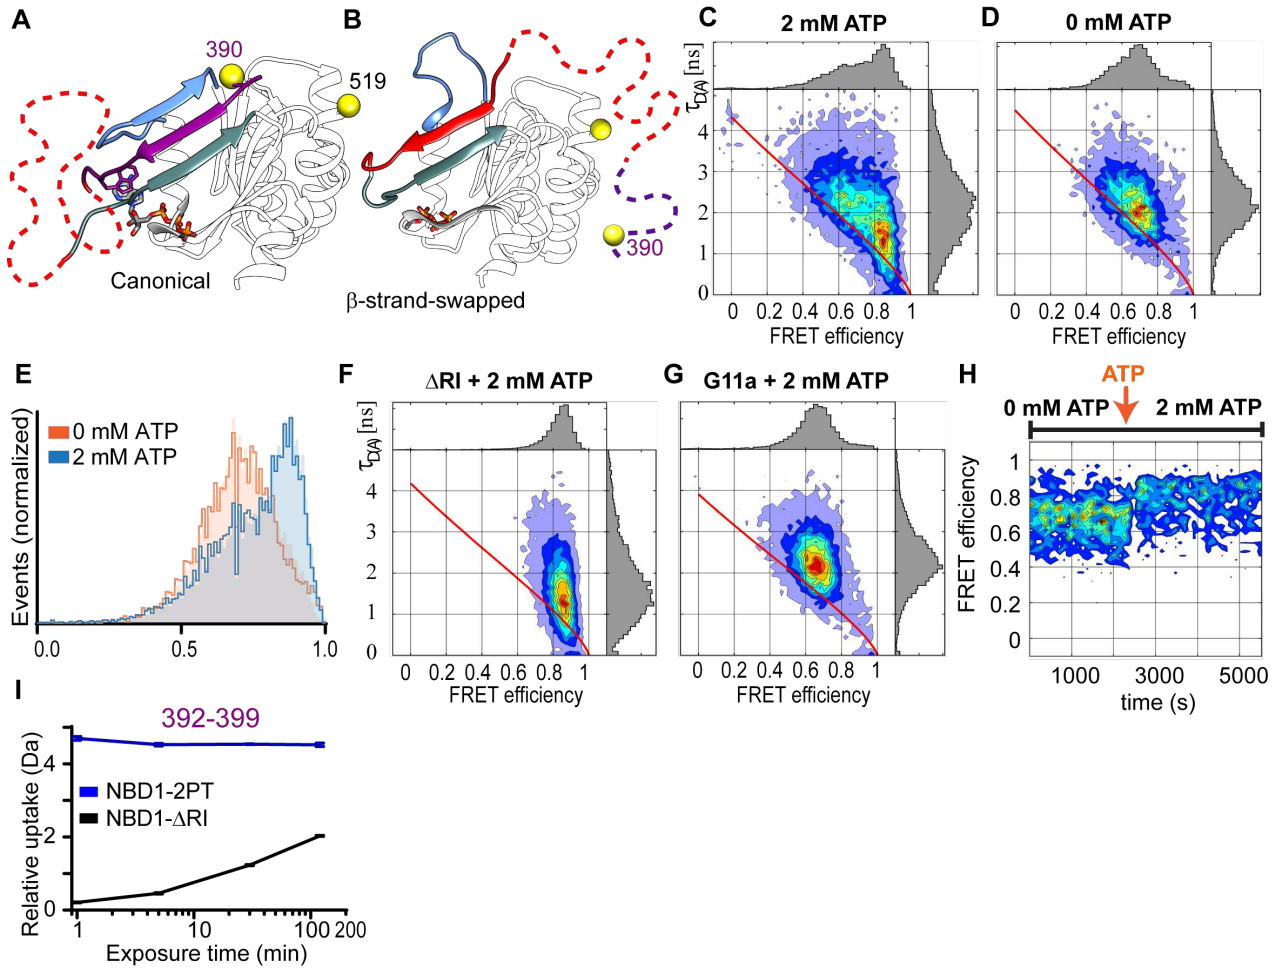 A
390
519
Canonical
B
390
β-strand-swapped
C
2 mM ATP
τD(A) [ns]
4
3
2
1
0
0 0.2 0.4 0.6 0.8 1
FRET efficiency
D
0 mM ATP
0 0.2 0.4 0.6 0.8 1
FRET efficiency
E
Events (normalized)
0 mM ATP
2 mM ATP
0.0 0.5 1.0
F
ΔRI + 2 mM ATP
τD(A) [ns]
4
3
2
1
0
0 0.2 0.4 0.6 0.8 1
FRET efficiency
G
G11a + 2 mM ATP
0 0.2 0.4 0.6 0.8 1
FRET efficiency
H
ATP
0 mM ATP 2 mM ATP
FRET efficiency
1
0.8
0.6
0.4
0.2
0
1000 3000 5000
time (s)
I
392-399
Relative uptake (Da)
4
2
0
NBD1-2PT
NBD1-ΔRI
1 10 100 200
Exposure time (min)